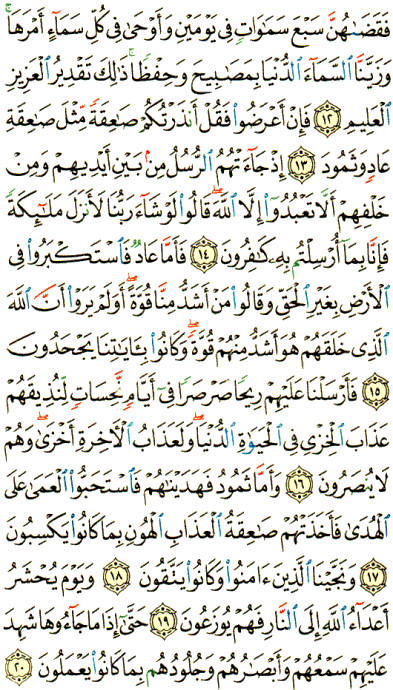 فَقَضَىٰهُنَّ سَبْعَ سَمَٰوَاتٍ فِى يَوْمَيْنِ وَأَوْحَىٰ فِى كُلِّ سَمَآءٍ أَمْرَهَا ۚ
وَزَيَّنَّا ٱلسَّمَآءَ ٱلدُّنْيَا بِمَصَٰبِيحَ وَحِفْظًا ۚ ذَٰلِكَ تَقْدِيرُ ٱلْعَزِيزِ
ٱلْعَلِيمِ ١٢ فَإِنْ أَعْرَضُوا۟ فَقُلْ أَنذَرْتُكُمْ صَٰعِقَةً مِّثْلَ صَٰعِقَةِ
عَادٍ وَثَمُودَ ١٣ إِذْ جَآءَتْهُمُ ٱلرُّسُلُ مِنۢ بَيْنِ أَيْدِيهِمْ وَمِنْ
خَلْفِهِمْ أَلَّا تَعْبُدُوٓا۟ إِلَّا ٱللَّهَ ۖ قَالُوا۟ لَوْ شَآءَ رَبُّنَا لَأَنزَلَ مَلَٰٓئِكَةً
فَإِنَّا بِمَآ أُرْسِلْتُم بِهِۦ كَٰفِرُونَ ١٤ فَأَمَّا عَادٌ فَٱسْتَكْبَرُوا۟ فِى
ٱلْأَرْضِ بِغَيْرِ ٱلْحَقِّ وَقَالُوا۟ مَنْ أَشَدُّ مِنَّا قُوَّةً ۖ أَوَلَمْ يَرَوْا۟ أَنَّ ٱللَّهَ
ٱلَّذِى خَلَقَهُمْ هُوَ أَشَدُّ مِنْهُمْ قُوَّةً ۖ وَكَانُوا۟ بِـَٔايَٰتِنَا يَجْحَدُونَ
١٥ فَأَرْسَلْنَا عَلَيْهِمْ رِيحًا صَرْصَرًا فِىٓ أَيَّامٍ نَّحِسَاتٍ لِّنُذِيقَهُمْ
عَذَابَ ٱلْخِزْىِ فِى ٱلْحَيَوٰةِ ٱلدُّنْيَا ۖ وَلَعَذَابُ ٱلْـَٔاخِرَةِ أَخْزَىٰ ۖ وَهُمْ
لَا يُنصَرُونَ ١٦ وَأَمَّا ثَمُودُ فَهَدَيْنَٰهُمْ فَٱسْتَحَبُّوا۟ ٱلْعَمَىٰ عَلَى
ٱلْهُدَىٰ فَأَخَذَتْهُمْ صَٰعِقَةُ ٱلْعَذَابِ ٱلْهُونِ بِمَا كَانُوا۟ يَكْسِبُونَ
١٧ وَنَجَّيْنَا ٱلَّذِينَ ءَامَنُوا۟ وَكَانُوا۟ يَتَّقُونَ ١٨ وَيَوْمَ يُحْشَرُ
أَعْدَآءُ ٱللَّهِ إِلَى ٱلنَّارِ فَهُمْ يُوزَعُونَ ١٩ حَتَّىٰٓ إِذَا مَا جَآءُوهَا شَهِدَ
عَلَيْهِمْ سَمْعُهُمْ وَأَبْصَٰرُهُمْ وَجُلُودُهُم بِمَا كَانُوا۟ يَعْمَلُونَ ٢٠